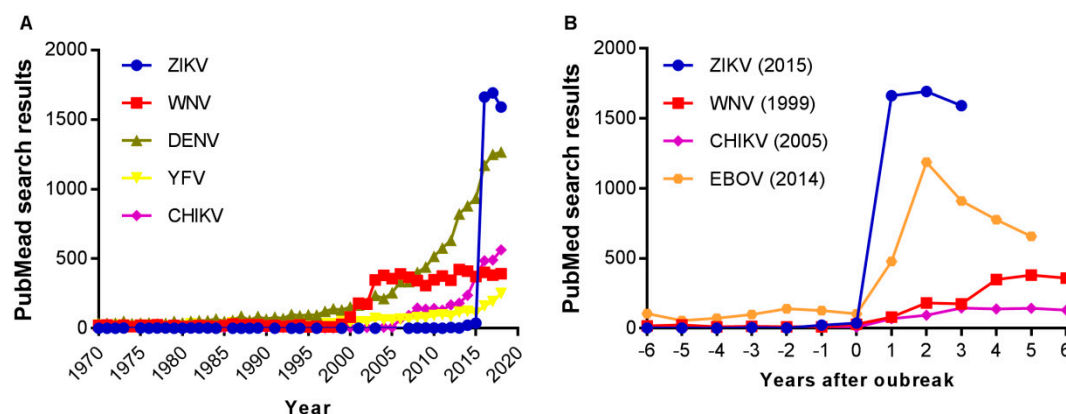 A
PubMead search results
2000
1500
1000
500
0
ZIKV
WNV
DENV
YFV
CHIKV
1970
1975
1980
1985
1990
1995
2000
2005
2010
2015
2020
Year
B
PubMed search results
2000
1500
1000
500
0
ZIKV (2015)
WNV (1999)
CHIKV (2005)
EBOV (2014)
-6 -5 -4 -3 -2 -1 0 1 2 3 4 5 6
Years after oubreak